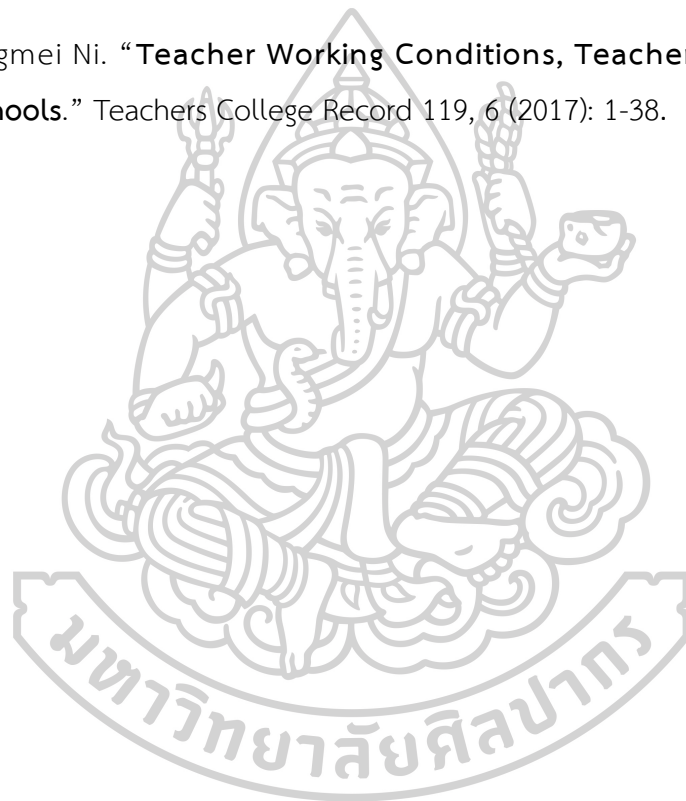 gmei Ni. “Teacher Working Conditions, Teacher
hools.” Teachers College Record 119, 6 (2017): 1-38.
มหาวิทยาลัยศิลปากร